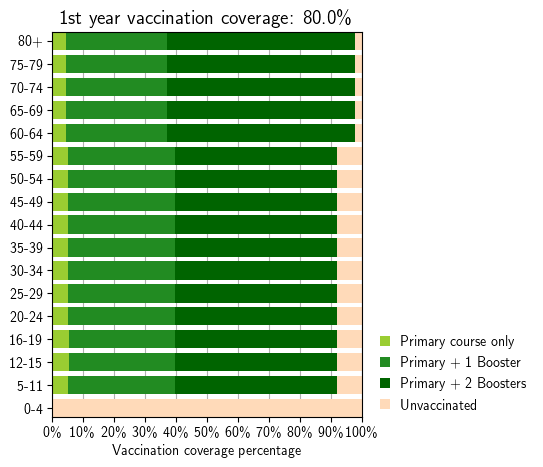 1st year vaccination coverage: 80.0%
80+
75-79
70-74
65-69
60-64
55-59
50-54
45-49
40-44
35-39
30-34
25-29
20-24
16-19
12-15
5-11
0-4
0% 10% 20% 30% 40% 50% 60% 70% 80% 90% 100%
Vaccination coverage percentage
Primary course only
Primary + 1 Booster
Primary + 2 Boosters
Unvaccinated